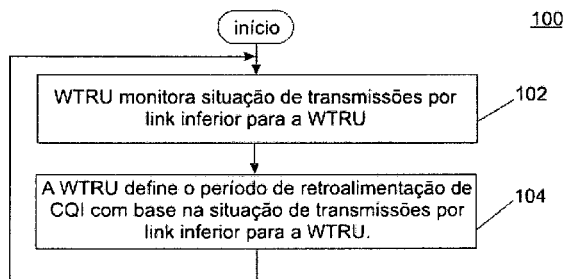 início
100
WTRU monitora situação de transmissões por
link inferior para a WTRU
102
A WTRU define o período de retroalimentação de
CQI com base na situação de transmissões por
link inferior para a WTRU.
104